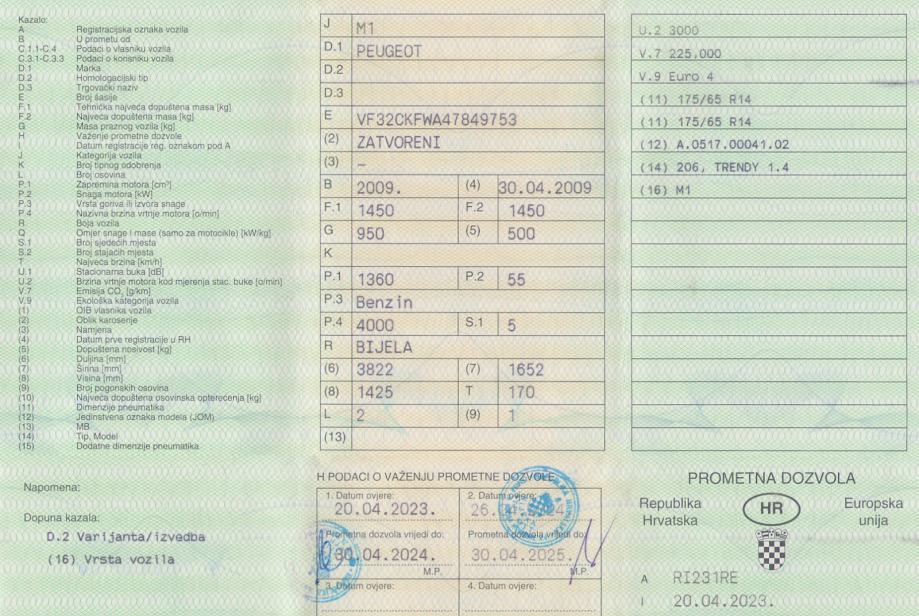 Kazalo:
A Registracijska oznaka vozila
B U prometu od
C.1.1-C.4 Podaci o vlasniku vozila
C.3.1-C.3.3 Podaci o korisniku vozila
D.1 Marka
D.2 Homologacijski tip
D.3 Trgovački naziv
E Broj šasije
F.1 Tehnička najveća dopuštena masa [kg]
F.2 Najveća dopuštena masa [kg]
G Masa praznog vozila [kg]
H Važenje prometne dozvole
I Datum registracije reg. oznakom pod A
J Kategorija vozila
K Broj tipnog odobrenja
L Broj osovina
P.1 Zapremina motora [cm³]
P.2 Snaga motora [kW]
P.3 Vrsta goriva ili izvora snage
P.4 Nazivna brzina vrtnje motora [o/min]
R Boja vozila
Q Omjer snage i mase (samo za motocikle) [kW/kg]
S.1 Broj sjedećih mjesta
S.2 Broj stajaćih mjesta
T Najveća brzina [km/h]
U.1 Stacionarna buka [dB]
U.2 Brzina vrtnje motora kod mjerenja stac. buke [o/min]
V.7 Emisija CO₂ [g/km]
V.9 Ekološka kategorija vozila
(1) OIB vlasnika vozila
(2) Oblik karoserije
(3) Namjena
(4) Datum prve registracije u RH
(5) Dopuštena nosivost [kg]
(6) Duljina [mm]
(7) Širina [mm]
(8) Visina [mm]
(9) Broj pogonskih osovina
(10) Najveća dopuštena osovinska opterećenja [kg]
(11) Dimenzije pneumatika
(12) Jedinstvena oznaka modela (JOM)
(13) MB
(14) Tip, Model
(15) Dodatne dimenzije pneumatika
Napomena:
Dopuna kazala:
D.2 Varijanta/izvedba
(16) Vrsta vozila
J M1
D.1 PEUGEOT
D.2
D.3
E VF32CKFWA47849753
(2) ZATVORENI
(3) –
B 2009. (4) 30.04.2009
F.1 1450 F.2 1450
G 950 (5) 500
K
P.1 1360 P.2 55
P.3 Benzin
P.4 4000 S.1 5
R BIJELA
(6) 3822 (7) 1652
(8) 1425 T 170
L 2 (9) 1
(13)
H PODACI O VAŽENJU PROMETNE DOZVOLE
1. Datum ovjere: 2. Datum ovjere:
20.04.2023. 26.
Prometna dozvola vrijedi do: Prometna dozvola vrijedi do:
30.04.2024. 30.04.2025.
M.P. M.P.
3. Datum ovjere: 4. Datum ovjere:
U.2 3000
V.7 225,000
V.9 Euro 4
(11) 175/65 R14
(11) 175/65 R14
(12) A.0517.00041.02
(14) 206, TRENDY 1.4
(16) M1
PROMETNA DOZVOLA
Republika Hrvatska
HR
Europska unija
A RI231RE
I 20.04.2023.